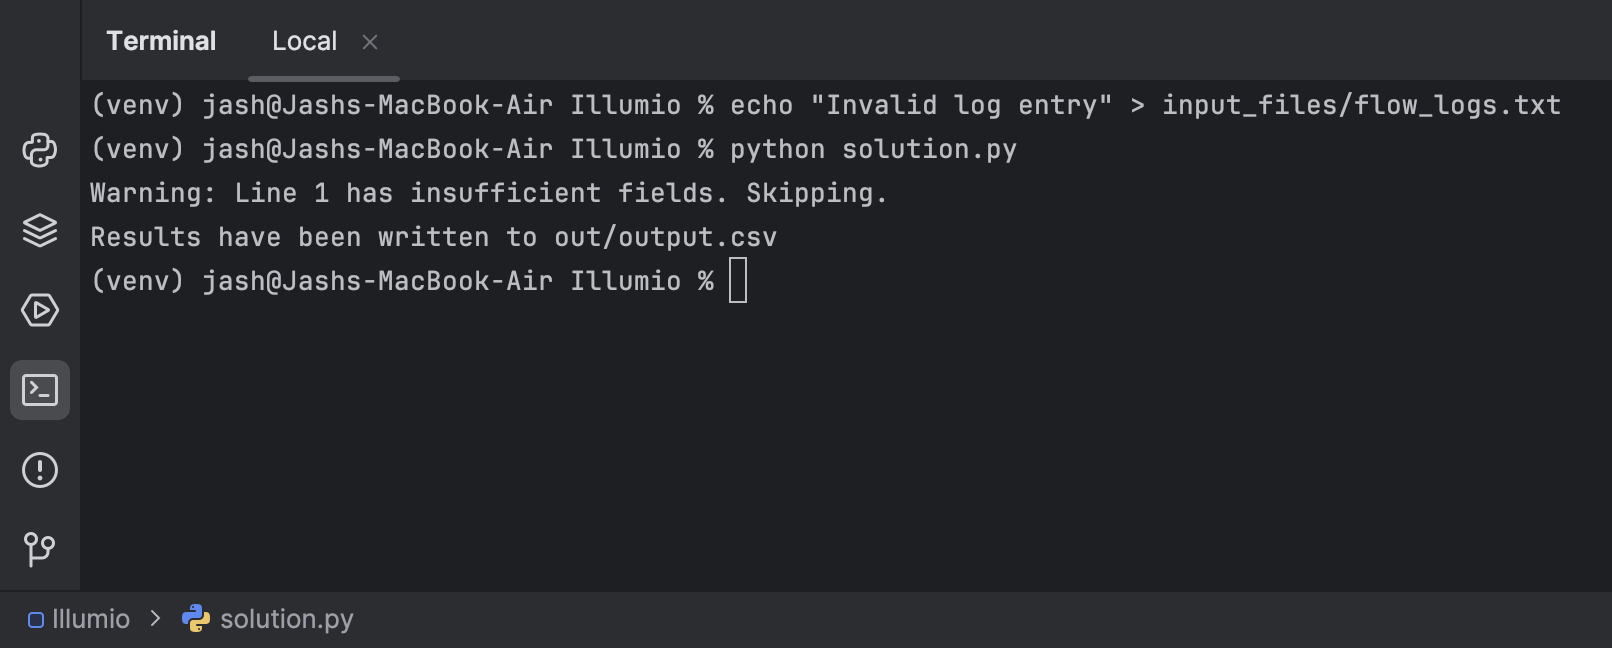 Terminal Local
(venv) jash@Jashs-MacBook-Air Illumio % echo "Invalid log entry" > input_files/flow_logs.txt
(venv) jash@Jashs-MacBook-Air Illumio % python solution.py
Warning: Line 1 has insufficient fields. Skipping.
Results have been written to out/output.csv
(venv) jash@Jashs-MacBook-Air Illumio %
Illumio > solution.py